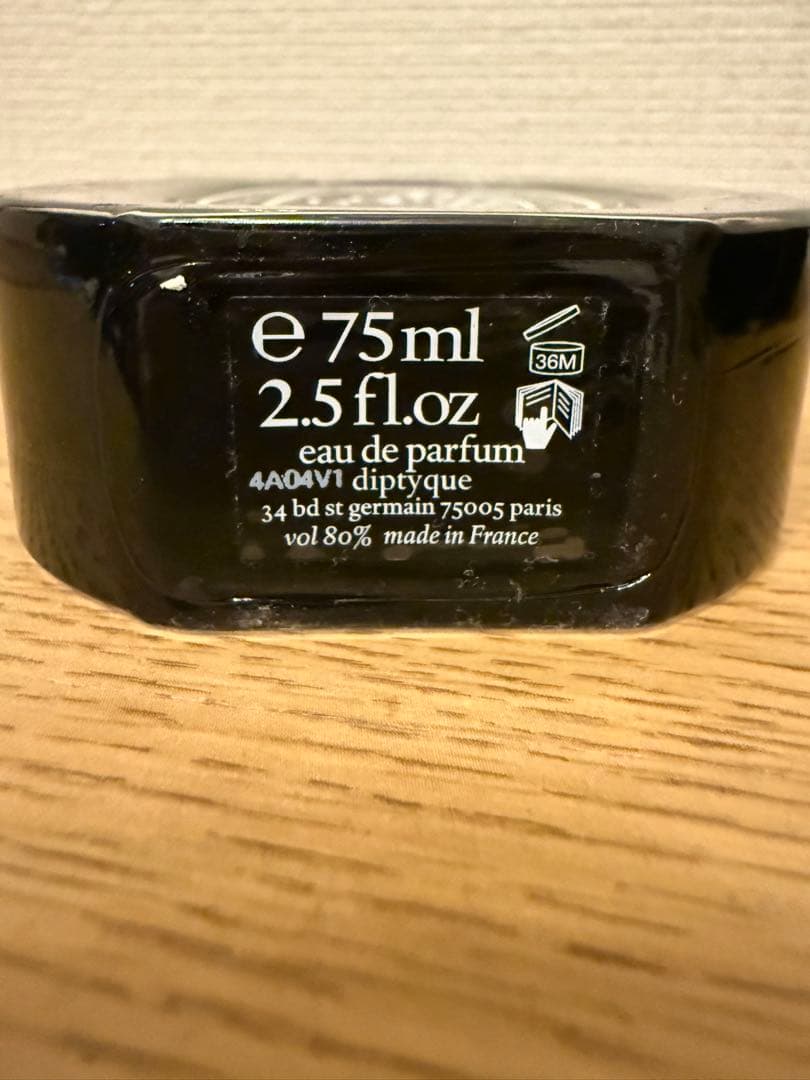 e 75ml
36M
2.5 fl.oz
eau de parfum
4A04V1 diptyque
34 bd st germain 75005 paris
vol 80% made in France